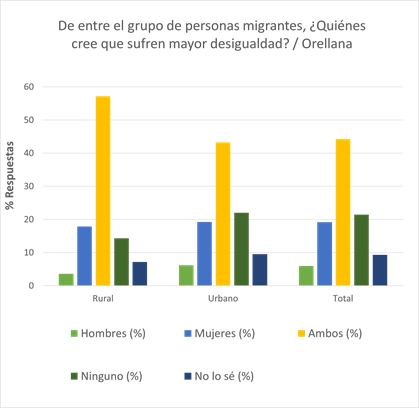 De entre el grupo de personas migrantes, ¿Quiénes
cree que sufren mayor desigualdad? / Orellana
% Respuestas
60
50
40
30
20
10
0
Rural Urbano Total
Hombres (%) Mujeres (%) Ambos (%)
Ninguno (%) No lo sé (%)